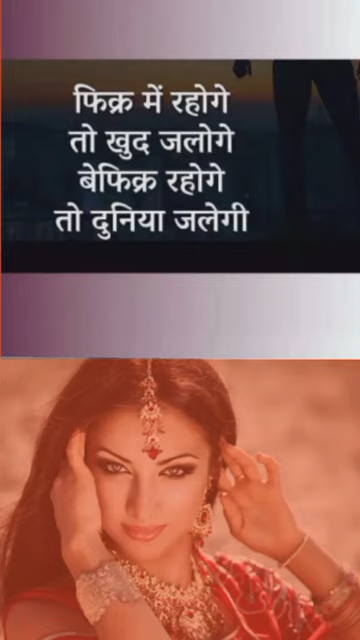 फिक्र में रहोगे
तो खुद जलोगे
बेफिक्र रहोगे
तो दुनिया जलेगी